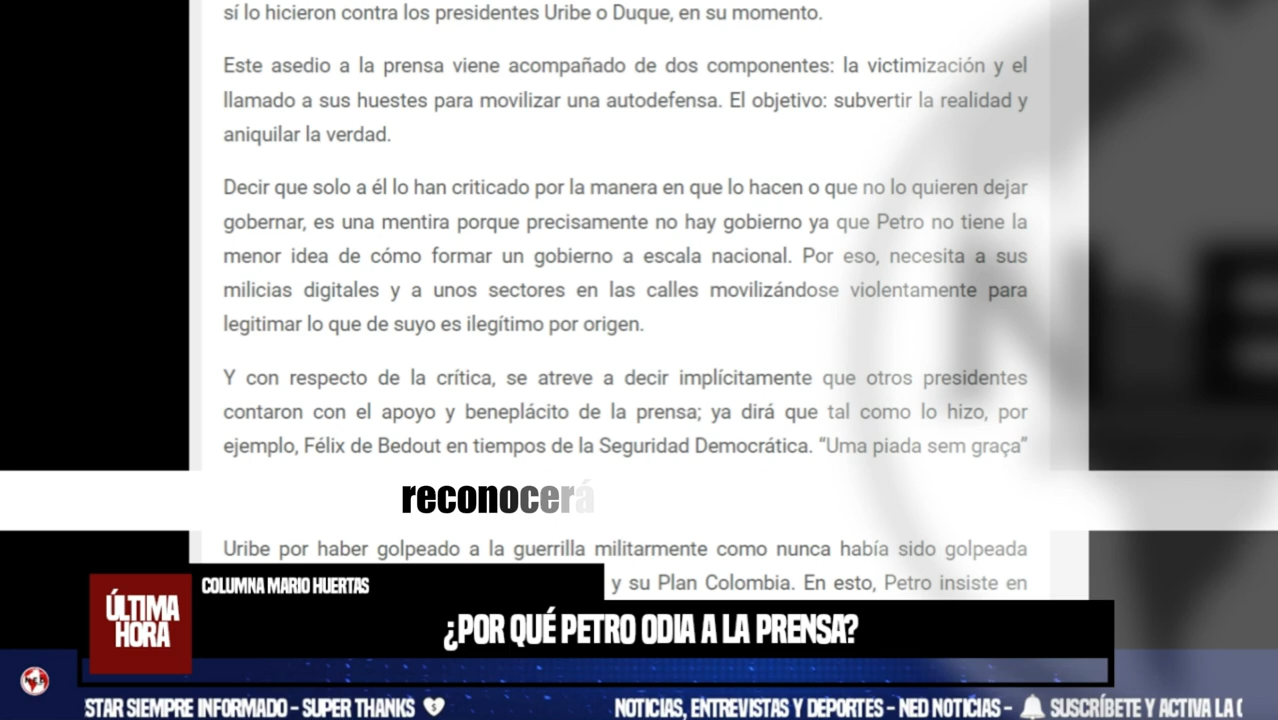 sí lo hicieron contra los presidentes Uribe o Duque, en su momento.
Este asedio a la prensa viene acompañado de dos componentes: la victimización y el
llamado a sus huestes para movilizar una autodefensa. El objetivo: subvertir la realidad y
aniquilar la verdad.
Decir que solo a él lo han criticado por la manera en que lo hacen o que no lo quieren dejar
gobernar, es una mentira porque precisamente no hay gobierno ya que Petro no tiene la
menor idea de cómo formar un gobierno a escala nacional. Por eso, necesita a sus
milicias digitales y a unos sectores en las calles movilizándose violentamente para
legitimar lo que de suyo es ilegítimo por origen.
Y con respecto de la crítica, se atreve a decir implícitamente que otros presidentes
contaron con el apoyo y beneplácito de la prensa; ya dirá que tal como lo hizo, por
ejemplo, Félix de Bedout en tiempos de la Seguridad Democrática. “Uma piada sem graça”
reconocerá
Uribe por haber golpeado a la guerrilla militarmente como nunca había sido golpeada
y su Plan Colombia. En esto, Petro insiste en
COLUMNA MARIO HUERTAS
ÚLTIMA
HORA
¿POR QUÉ PETRO ODIA A LA PRENSA?
STAR SIEMPRE INFORMADO - SUPER THANKS
NOTICIAS, ENTREVISTAS Y DEPORTES - NED NOTICIAS -
SUSCRÍBETE Y ACTIVA LA